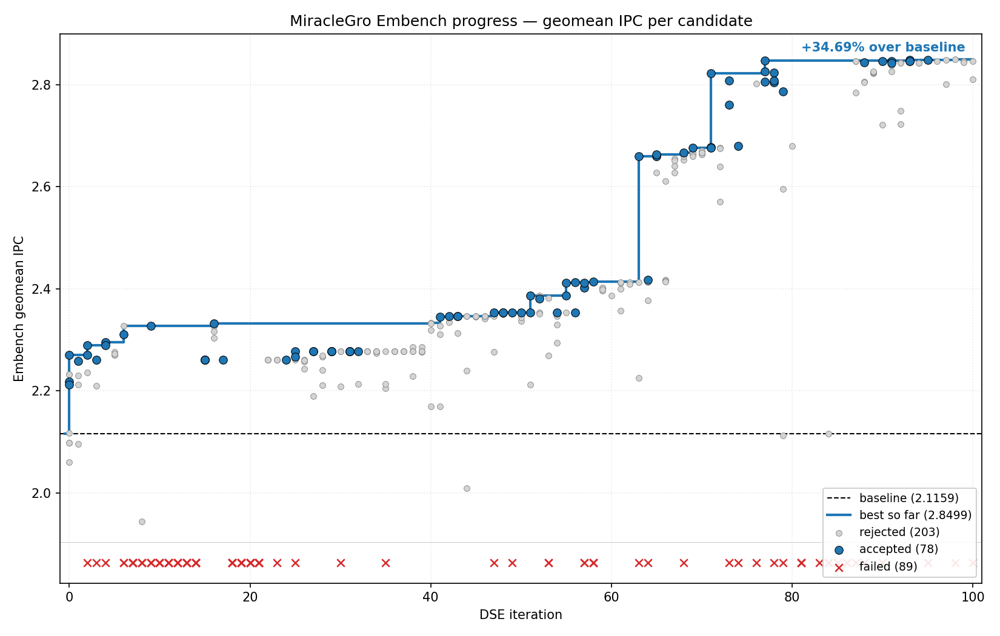 MiracleGro Embench progress — geomean IPC per candidate
+34.69% over baseline
Embench geomean IPC
2.8
2.6
2.4
2.2
2.0
baseline (2.1159)
best so far (2.8499)
rejected (203)
accepted (78)
failed (89)
0 20 40 60 80 100
DSE iteration